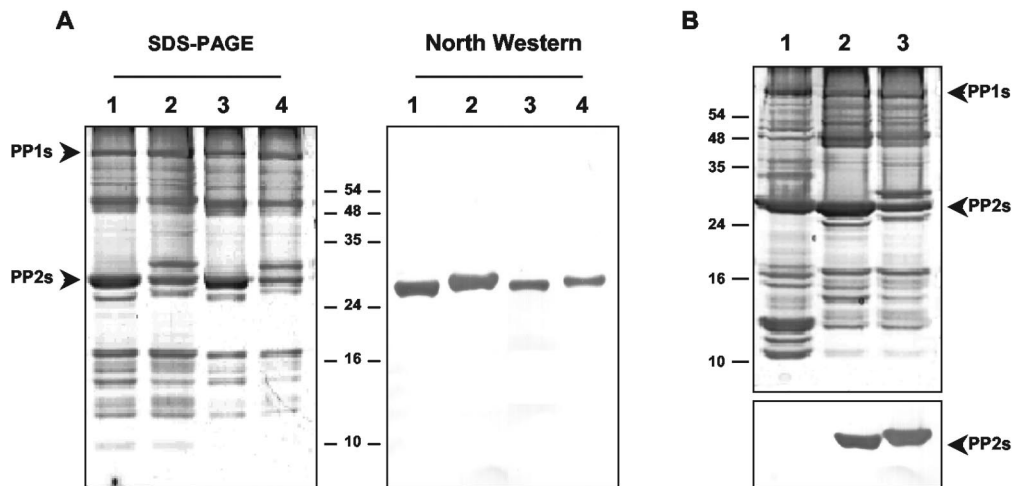 A
B
SDS-PAGE
North Western
1 2 3 4
1 2 3 4
1 2 3
PP1s
PP2s
– 54 –
– 48 –
– 35 –
– 24 –
– 16 –
– 10 –
54 –
48 –
35 –
24 –
16 –
10 –
PP1s
PP2s
PP2s